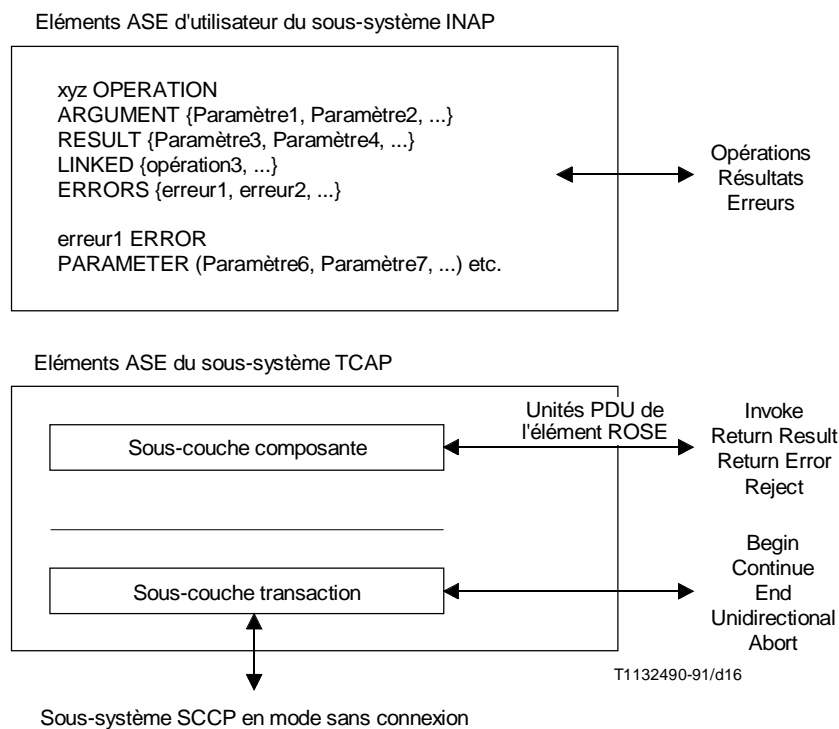 Eléments ASE d'utilisateur du sous-système INAP
xyz OPERATION
ARGUMENT {Paramètre1, Paramètre2, ...}
RESULT {Paramètre3, Paramètre4, ...}
LINKED {opération3, ...}
ERRORS {erreur1, erreur2, ...}
erreur1 ERROR
PARAMETER (Paramètre6, Paramètre7, ...) etc.
Opérations
Résultats
Erreurs
Eléments ASE du sous-système TCAP
Sous-couche composante
Unités PDU de
l'élément ROSE
Invoke
Return Result
Return Error
Reject
Sous-couche transaction
Begin
Continue
End
Unidirectional
Abort
T1132490-91/d16
Sous-système SCCP en mode sans connexion